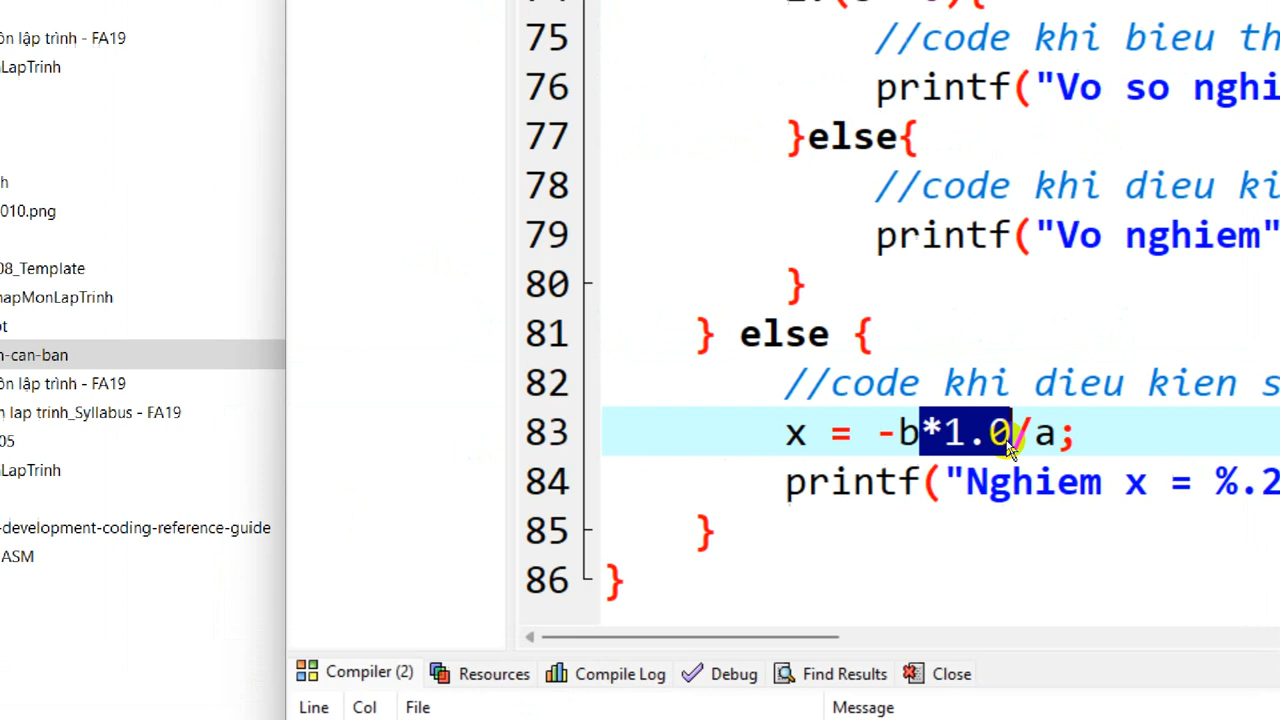 ôn lập trình - FA19
LapTrinh
h
010.png
08_Template
hapMonLapTrinh
ot
n-can-ban
ôn lập trình - FA19
n lap trinh_Syllabus - FA19
05
LapTrinh
-development-coding-reference-guide
ASM
75 //code khi bieu th
76 printf("Vo so nghi
77 }else{
78 //code khi dieu ki
79 printf("Vo nghiem"
80 }
81 } else {
82 //code khi dieu kien s
83 x = -b*1.0/a;
84 printf("Nghiem x = %.2
85 }
86 }
Compiler (2) Resources Compile Log Debug Find Results Close
Line Col File Message